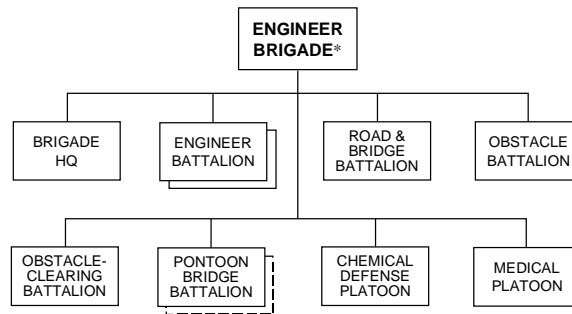 ENGINEER
BRIGADE*
BRIGADE
HQ
ENGINEER
BATTALION
ROAD &
BRIDGE
BATTALION
OBSTACLE
BATTALION
OBSTACLE-
CLEARING
BATTALION
PONTOON
BRIDGE
BATTALION
CHEMICAL
DEFENSE
PLATOON
MEDICAL
PLATOON